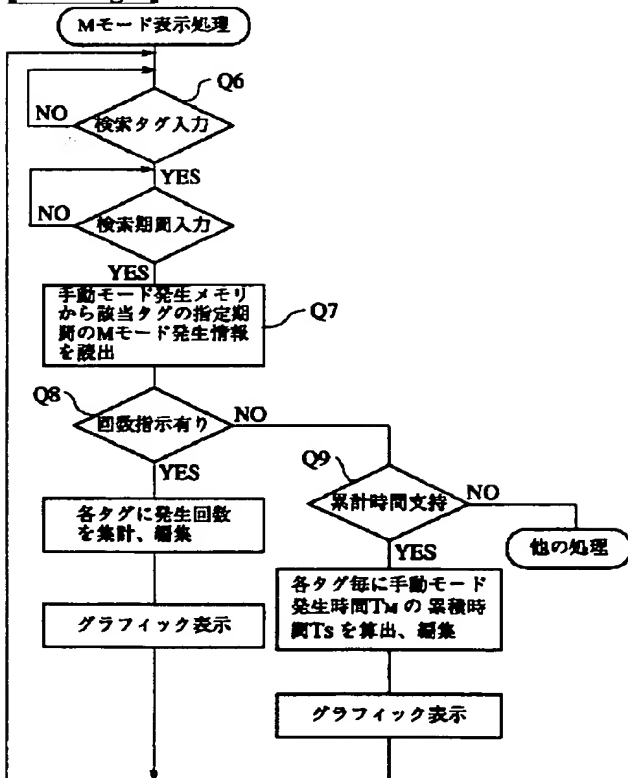 Mモード表示処理
Q6
NO
検索タグ入力
YES
NO
検索期間入力
YES
手動モード発生メモリ
から該当タグの指定期
間のMモード発生情報
を読出
Q7
Q8
回数指示有り
NO
YES
Q9
累計時間支持
NO
各タグに発生回数
を集計、編集
YES
他の処理
各タグ毎に手動モード
発生時間TMの累積時
間Tsを算出、編集
グラフィック表示
グラフィック表示